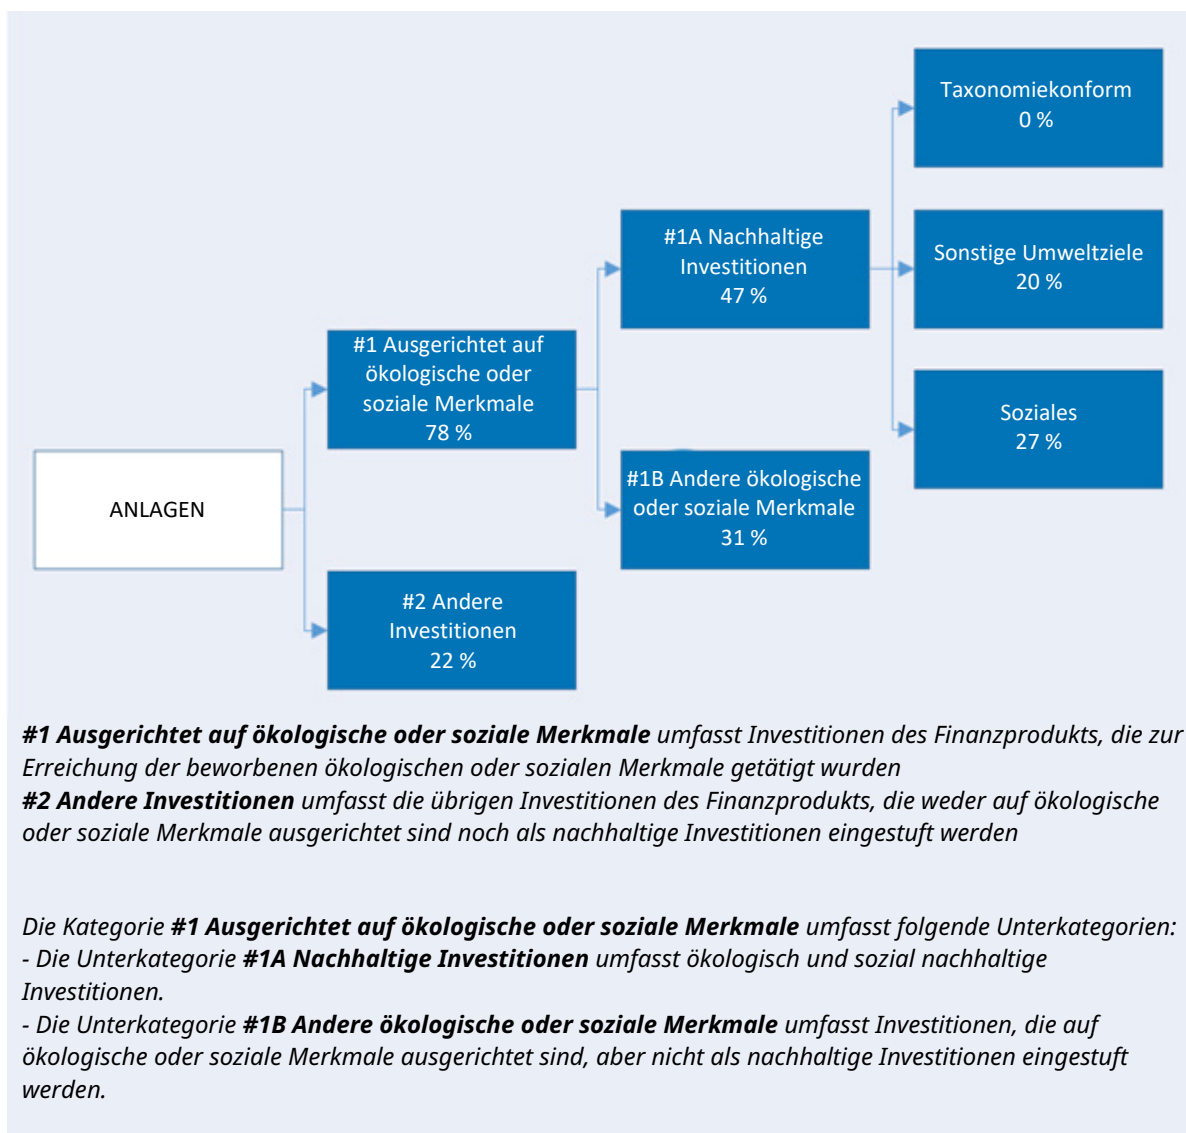 Taxonomiekonform
0 %
#1A Nachhaltige
Investitionen
47 %
Sonstige Umweltziele
20 %
#1 Ausgerichtet auf
ökologische oder
soziale Merkmale
78 %
Soziales
27 %
#1B Andere ökologische
oder soziale Merkmale
31 %
ANLAGEN
#2 Andere
Investitionen
22 %
#1 Ausgerichtet auf ökologische oder soziale Merkmale umfasst Investitionen des Finanzprodukts, die zur
Erreichung der beworbenen ökologischen oder sozialen Merkmale getätigt wurden
#2 Andere Investitionen umfasst die übrigen Investitionen des Finanzprodukts, die weder auf ökologische
oder soziale Merkmale ausgerichtet sind noch als nachhaltige Investitionen eingestuft werden
Die Kategorie #1 Ausgerichtet auf ökologische oder soziale Merkmale umfasst folgende Unterkategorien:
- Die Unterkategorie #1A Nachhaltige Investitionen umfasst ökologisch und sozial nachhaltige
Investitionen.
- Die Unterkategorie #1B Andere ökologische oder soziale Merkmale umfasst Investitionen, die auf
ökologische oder soziale Merkmale ausgerichtet sind, aber nicht als nachhaltige Investitionen eingestuft
werden.